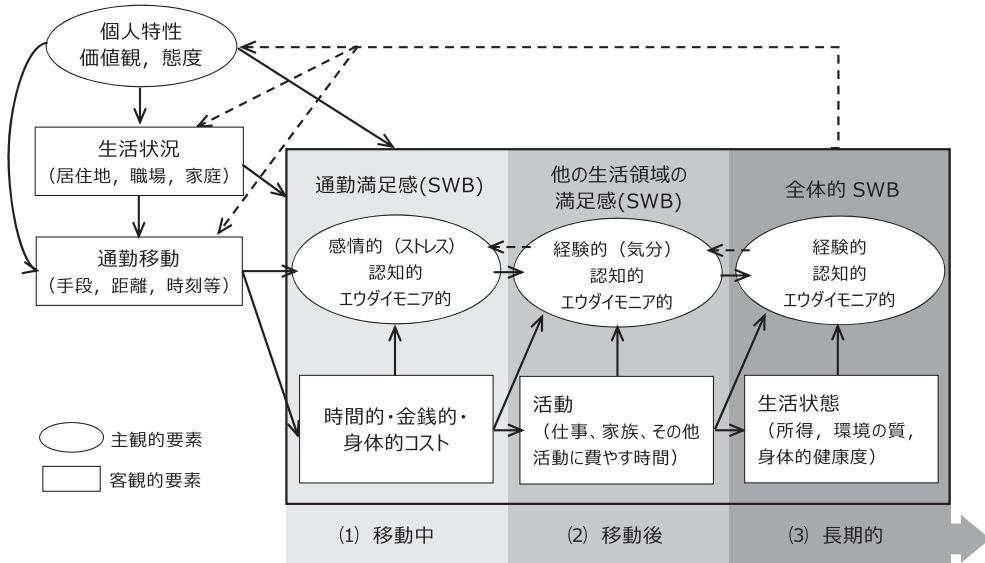 個人特性
価値観，態度
生活状況
（居住地，職場，家庭）
通勤移動
（手段，距離，時刻等）
通勤満足感(SWB)
他の生活領域の
満足感(SWB)
全体的 SWB
感情的（ストレス）
認知的
エウダイモニア的
経験的（気分）
認知的
エウダイモニア的
経験的
認知的
エウダイモニア的
時間的・金銭的・
身体的コスト
活動
（仕事、家族、その他
活動に費やす時間）
生活状態
（所得，環境の質，
身体的健康度）
主観的要素
客観的要素
(1) 移動中
(2) 移動後
(3) 長期的